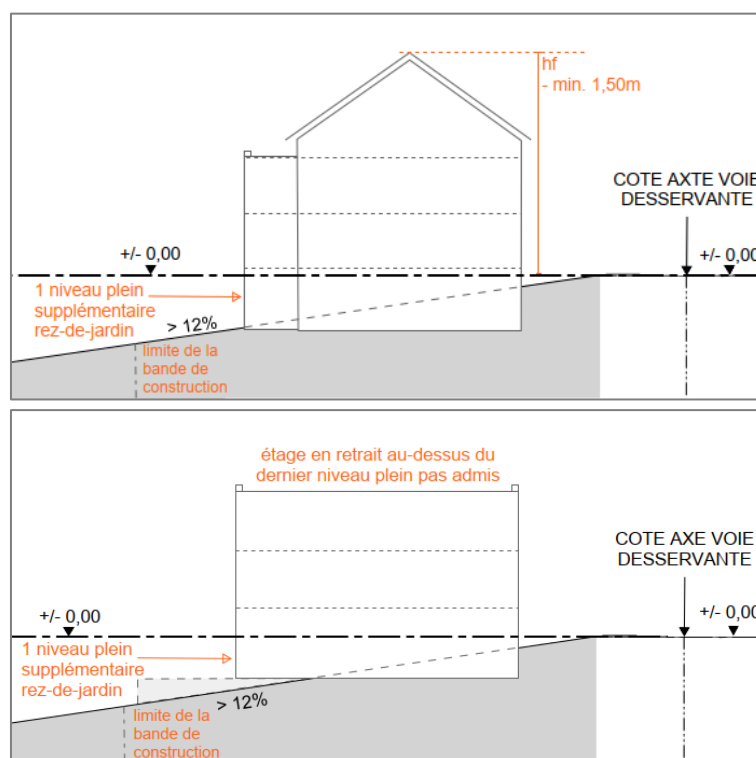 hf
- min. 1,50m
COTE AXTE VOIE
DESSERVANTE
+/- 0,00
+/- 0,00
1 niveau plein
supplémentaire
rez-de-jardin
> 12%
limite de la
bande de
construction
étage en retrait au-dessus du
dernier niveau plein pas admis
COTE AXE VOIE
DESSERVANTE
+/- 0,00
+/- 0,00
1 niveau plein
supplémentaire
rez-de-jardin
> 12%
limite de la
bande de
construction